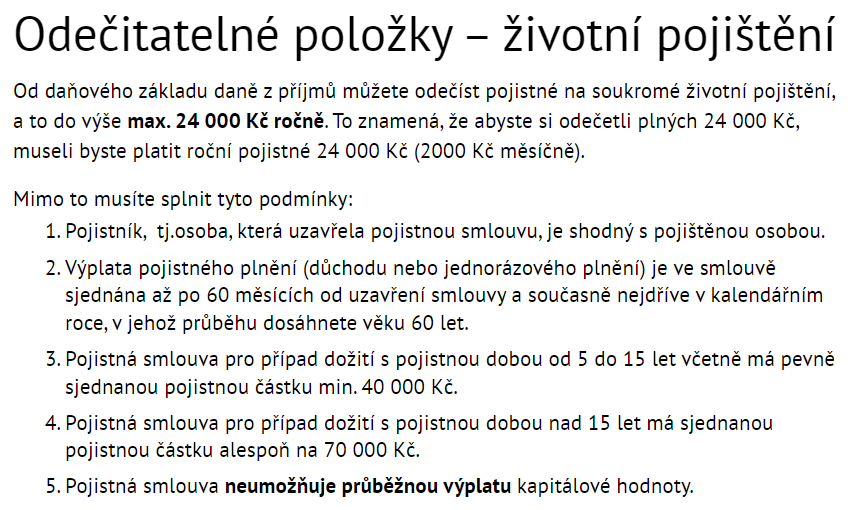 Odečitatelné položky – životní pojištění
Od daňového základu daně z příjmů můžete odečíst pojistné na soukromé životní pojištění,
a to do výše max. 24 000 Kč ročně. To znamená, že abyste si odečetli plných 24 000 Kč,
museli byste platit roční pojistné 24 000 Kč (2000 Kč měsíčně).
Mimo to musíte splnit tyto podmínky:
1. Pojistník,  tj.osoba, která uzavřela pojistnou smlouvu, je shodný s pojištěnou osobou.
2. Výplata pojistného plnění (důchodu nebo jednorázového plnění) je ve smlouvě
sjednána až po 60 měsících od uzavření smlouvy a současně nejdříve v kalendářním
roce, v jehož průběhu dosáhnete věku 60 let.
3. Pojistná smlouva pro případ dožití s pojistnou dobou od 5 do 15 let včetně má pevně
sjednanou pojistnou částku min. 40 000 Kč.
4. Pojistná smlouva pro případ dožití s pojistnou dobou nad 15 let má sjednanou
pojistnou částku alespoň na 70 000 Kč.
5. Pojistná smlouva neumožňuje průběžnou výplatu kapitálové hodnoty.